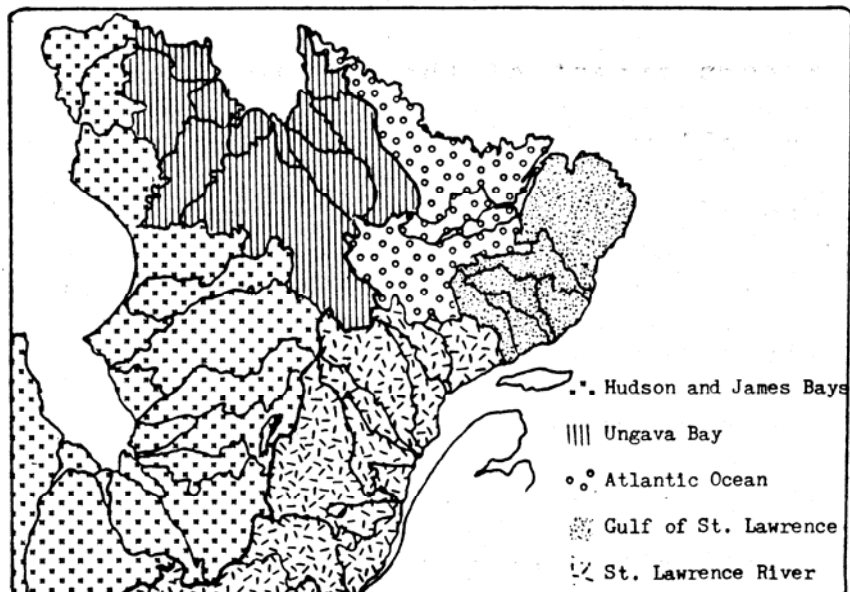 Hudson and James Bays
Ungava Bay
Atlantic Ocean
Gulf of St. Lawrence
St. Lawrence River